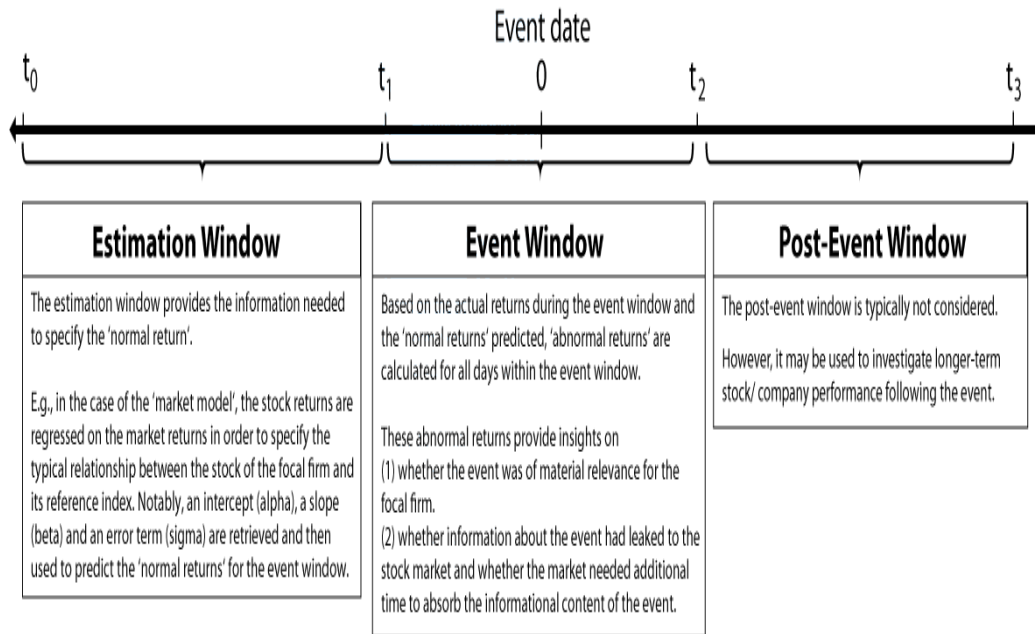 Event date
t0 t1 0 t2 t3
Estimation Window
The estimation window provides the information needed
to specify the ‘normal return‘.
E.g., in the case of the ‘market model‘, the stock returns are
regressed on the market returns in order to specify the
typical relationship between the stock of the focal firm and
its reference index. Notably, an intercept (alpha), a slope
(beta) and an error term (sigma) are retrieved and then
used to predict the ‘normal returns‘ for the event window.
Event Window
Based on the actual returns during the event window and
the ‘normal returns‘ predicted, ‘abnormal returns‘ are
calculated for all days within the event window.
These abnormal returns provide insights on
(1) whether the event was of material relevance for the
focal firm.
(2) whether information about the event had leaked to the
stock market and whether the market needed additional
time to absorb the informational content of the event.
Post-Event Window
The post-event window is typically not considered.
However, it may be used to investigate longer-term
stock/ company performance following the event.